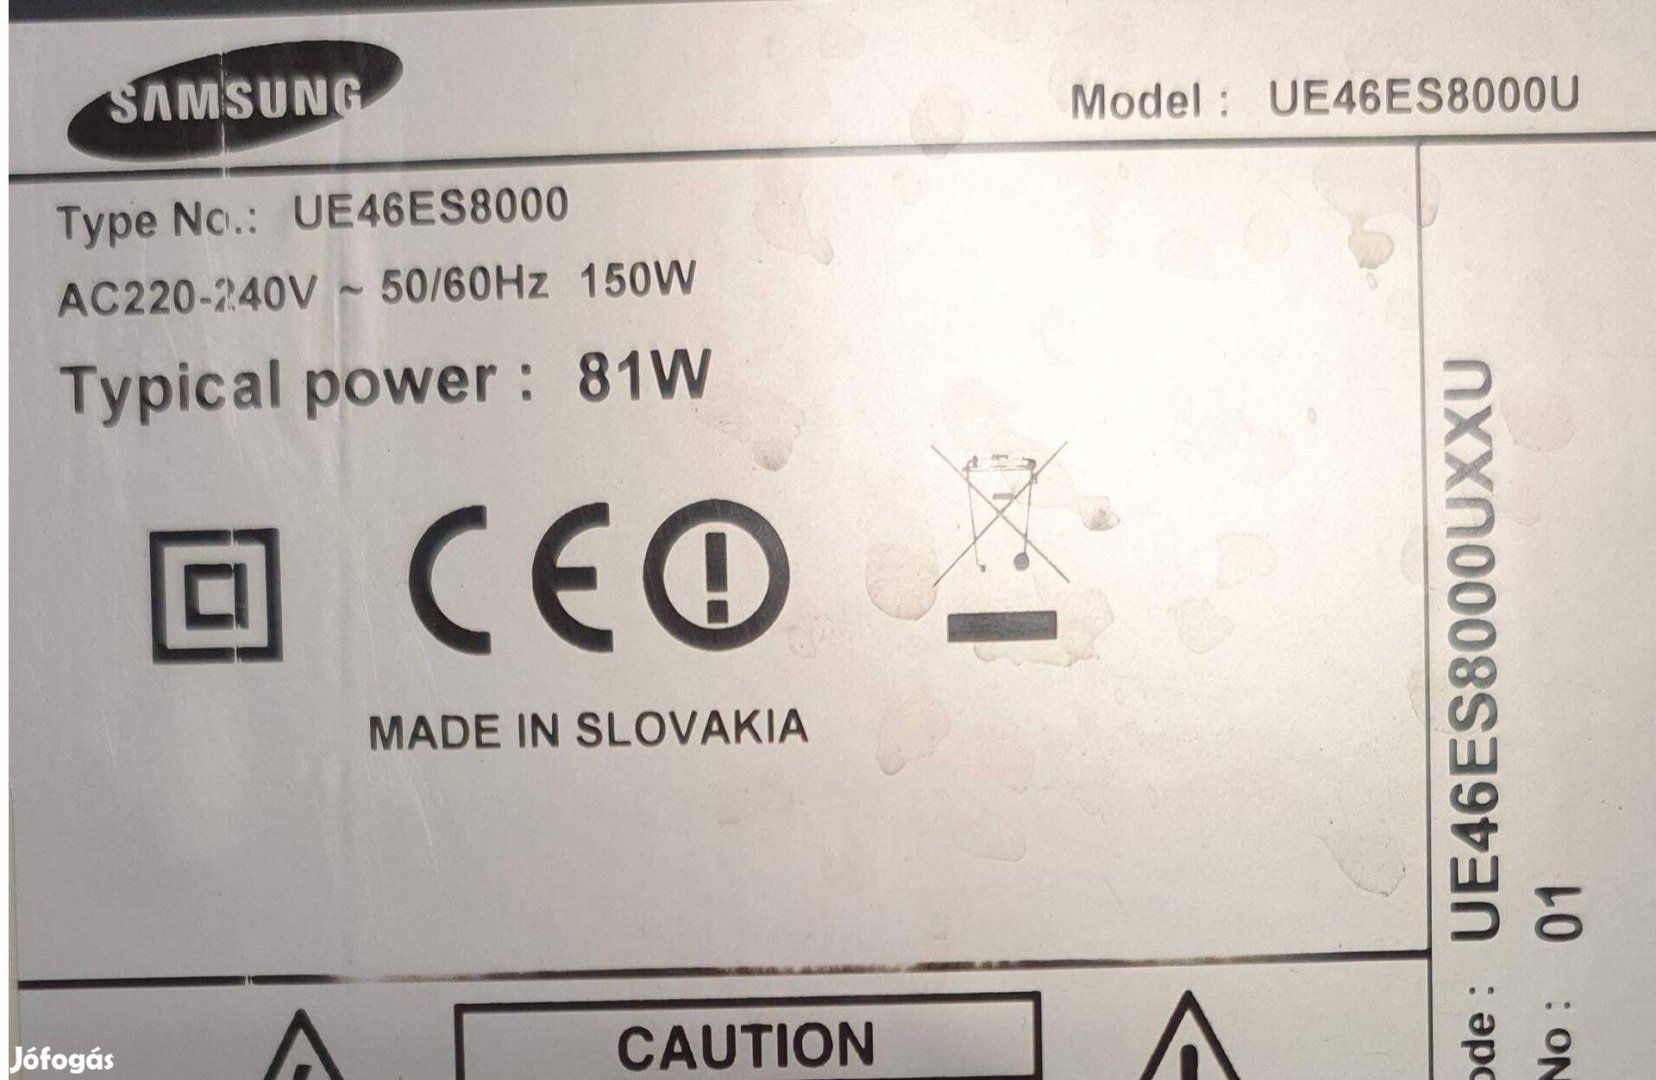 SAMSUNG
Model : UE46ES8000U
Type No.: UE46ES8000
AC220-240V ~ 50/60Hz 150W
Typical power : 81W
CE
MADE IN SLOVAKIA
CAUTION
UE46ES8000UXXU
No : 01
Jófogás